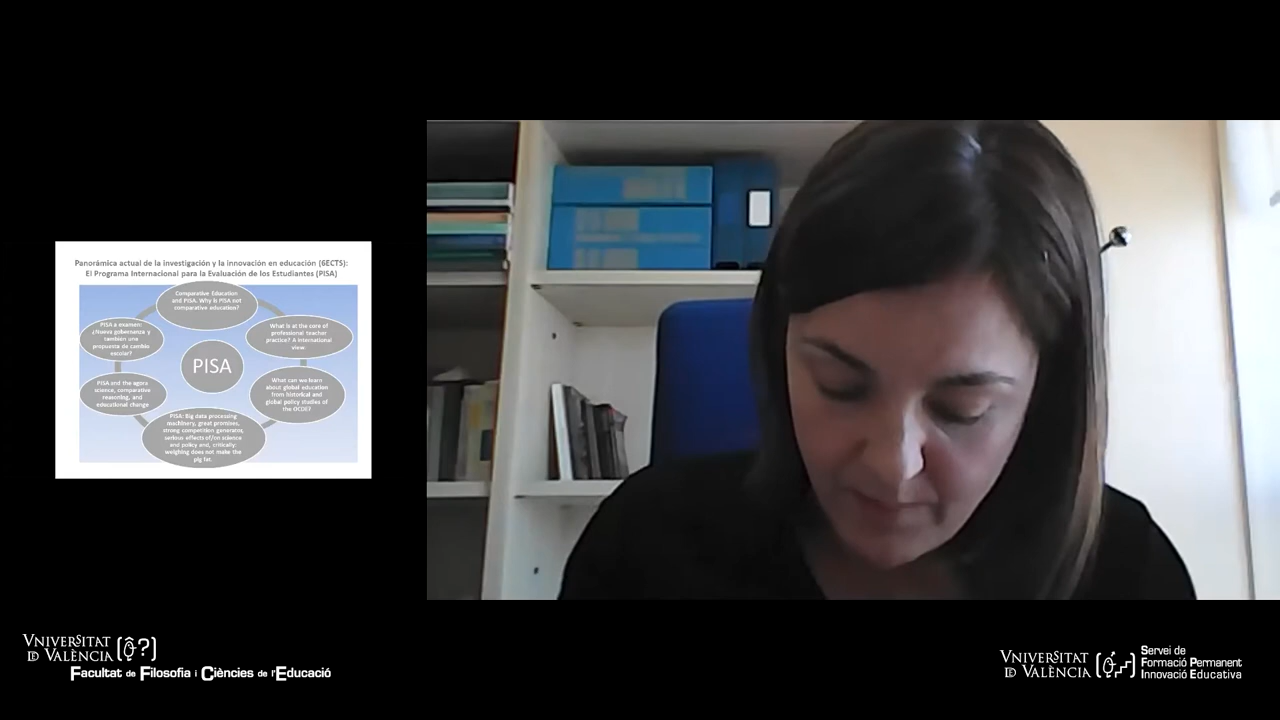 Panorámica actual de la investigación y la innovación en educación (6ECTS):
El Programa Internacional para la Evaluación de los Estudiantes (PISA)
Comparative Education
and PISA. Why is PISA not
comparative education?
What is at the core of
professional teacher
practice? A international
view.
What can we learn
about global education
from historical and
global policy studies of
the OCDE?
PISA: Big data processing
machinery, great promises,
strong competition generates,
serious effects of/on science
and policy and, critically:
weighing does not make the
pig fat.
PISA and the agora
science, comparative
reasoning, and
educational change
PISA a examen:
¿Nueva gobernanza y
también una
propuesta de cambio
escolar?
PISA
VNIVERSITAT
ID VALÈNCIA
Facultat de Filosofia i Ciències de l'Educació
VNIVERSITAT
ID VALÈNCIA
Servei de
Formació Permanent
Innovació Educativa